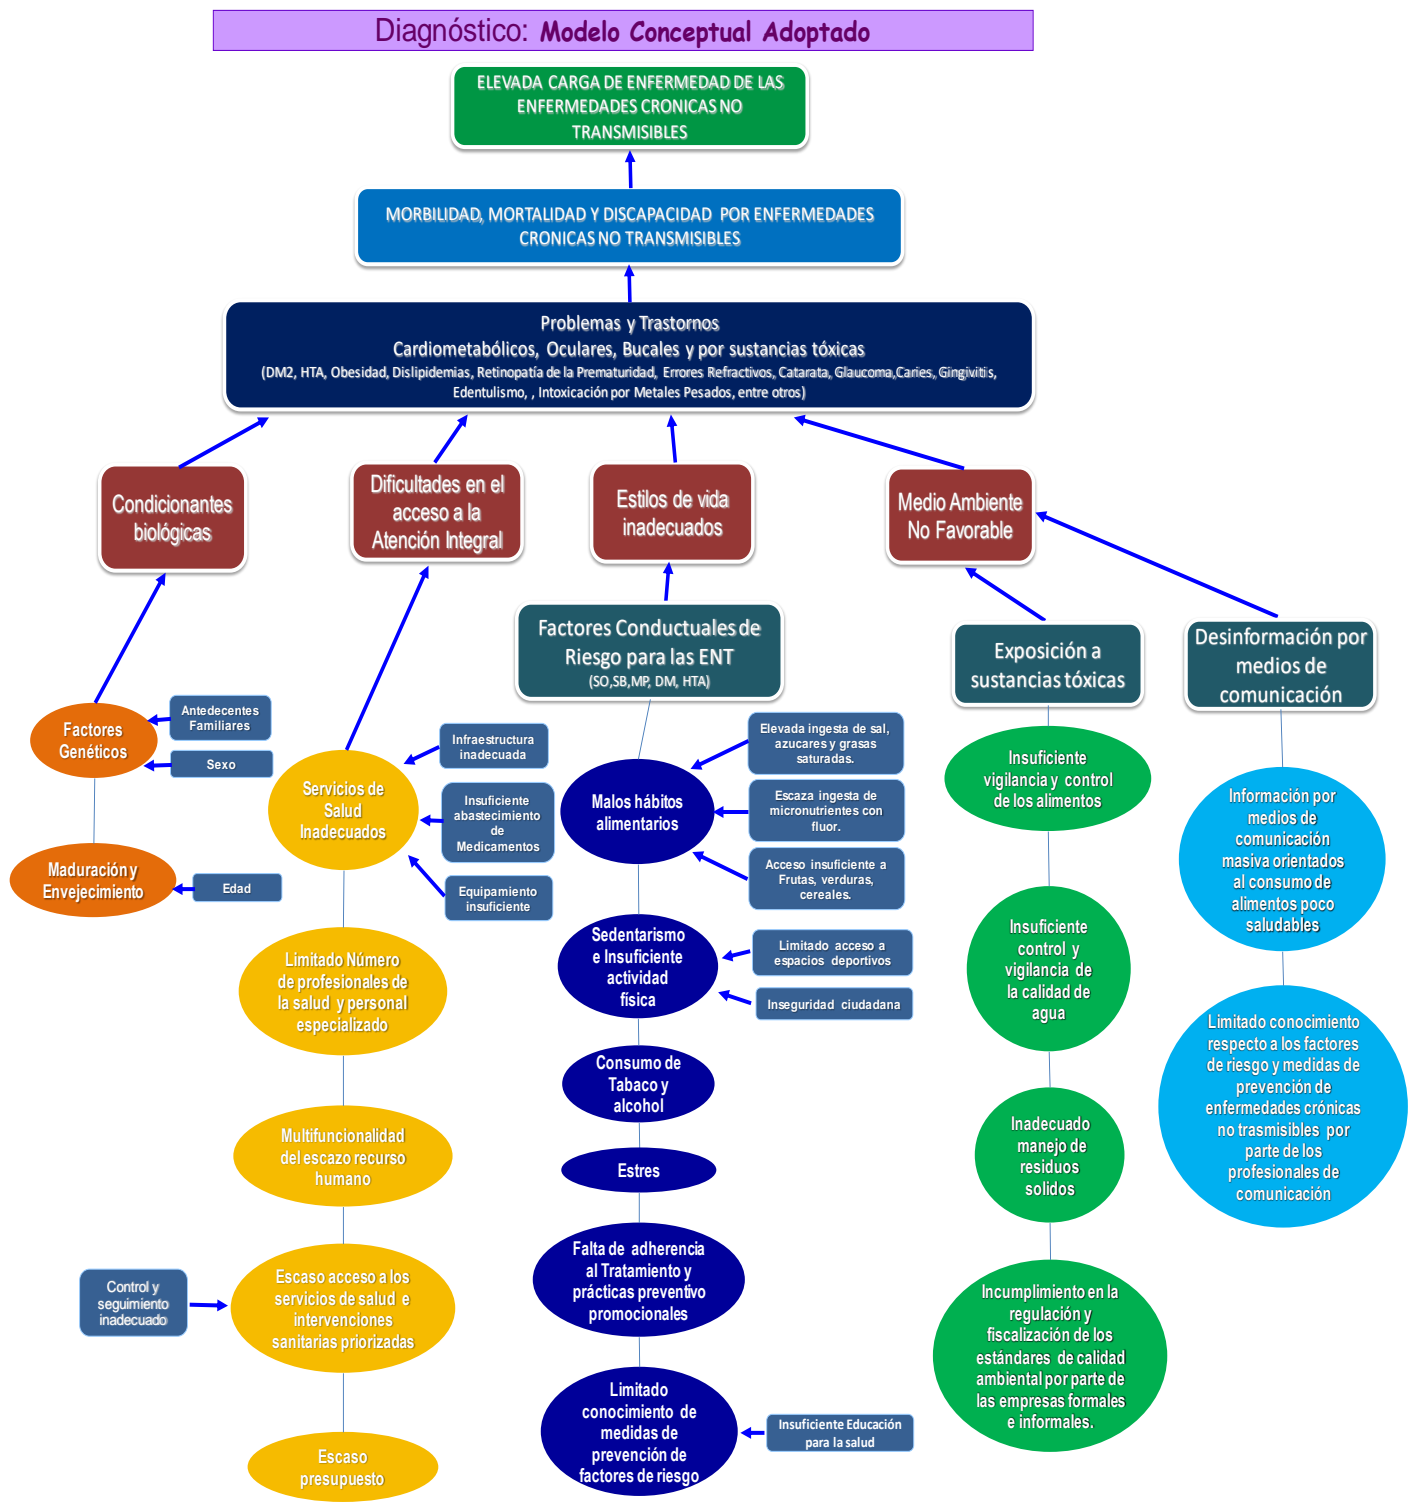 Diagnóstico: Modelo Conceptual Adoptado
ELEVADA CARGA DE ENFERMEDAD DE LAS
ENFERMEDADES CRONICAS NO
TRANSMISIBLES
MORBILIDAD, MORTALIDAD Y DISCAPACIDAD POR ENFERMEDADES
CRONICAS NO TRANSMISIBLES
Problemas y Trastornos
Cardiometabólicos, Oculares, Bucales y por sustancias tóxicas
(DM2, HTA, Obesidad, Dislipidemias, Retinopatía de la Prematuridad, Errores Refractivos, Catarata, Glaucoma,Caries, Gingivitis,
Edentulismo, , Intoxicación por Metales Pesados, entre otros)
Condicionantes
biológicas
Dificultades en el
acceso a la
Atención Integral
Estilos de vida
inadecuados
Medio Ambiente
No Favorable
Factores Conductuales de
Riesgo para las ENT
(SO,SB,MP, DM, HTA)
Exposición a
sustancias tóxicas
Desinformación por
medios de
comunicación
Factores
Genéticos
Antedecentes
Familiares
Sexo
Maduración y
Envejecimiento
Edad
Servicios de
Salud
Inadecuados
Infraestructura
inadecuada
Insuficiente
abastecimiento
de
Medicamentos
Equipamiento
insuficiente
Limitado Número
de profesionales de
la salud y personal
especializado
Multifuncionalidad
del escazo recurso
humano
Control y
seguimiento
inadecuado
Escaso acceso a los
servicios de salud e
intervenciones
sanitarias priorizadas
Escaso
presupuesto
Malos hábitos
alimentarios
Elevada ingesta de sal,
azucares y grasas
saturadas.
Escaza ingesta de
micronutrientes con
fluor.
Acceso insuficiente a
Frutas, verduras,
cereales.
Sedentarismo
e Insuficiente
actividad
física
Limitado acceso a
espacios deportivos
Inseguridad ciudadana
Consumo de
Tabaco y
alcohol
Estres
Falta de adherencia
al Tratamiento y
prácticas preventivo
promocionales
Limitado
conocimiento de
medidas de
prevención de
factores de riesgo
Insuficiente Educación
para la salud
Insuficiente
vigilancia y control
de los alimentos
Insuficiente
control y
vigilancia de
la calidad de
agua
Inadecuado
manejo de
residuos
solidos
Incumplimiento en la
regulación y
fiscalización de los
estándares de calidad
ambiental por parte de
las empresas formales
e informales.
Información por
medios de
comunicación
masiva orientados
al consumo de
alimentos poco
saludables
Limitado conocimiento
respecto a los factores
de riesgo y medidas de
prevención de
enfermedades crónicas
no trasmisibles por
parte de los
profesionales de
comunicación